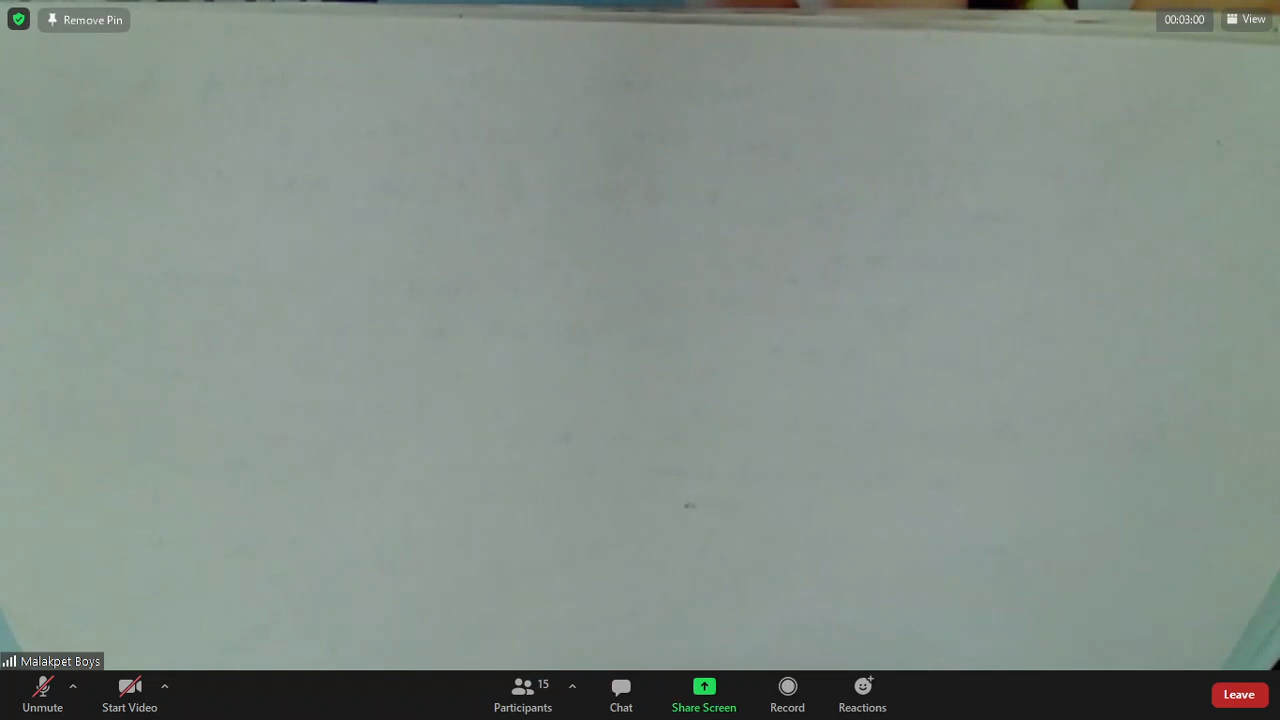 Remove Pin
00:03:00
View
Malakpet Boys
Unmute
Start Video
Participants
15
Chat
Share Screen
Record
Reactions
Leave